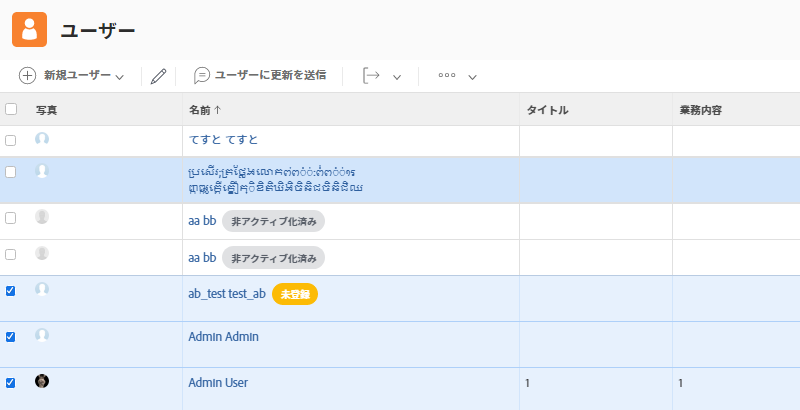 ユーザー
新規ユーザー ユーザーに更新を送信
写真 名前 ↑ タイトル 業務内容
てすと てすと
aa bb 非アクティブ化済み
aa bb 非アクティブ化済み
ab_test test_ab 未登録
Admin Admin
Admin User 1 1